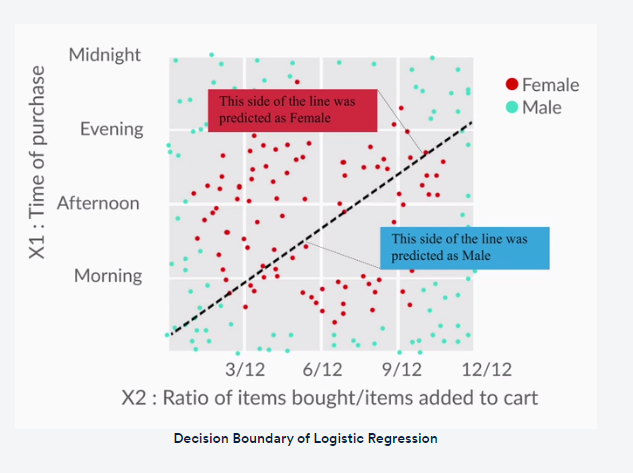 Midnight
Evening
Afternoon
Morning
X1 : Time of purchase
This side of the line was
predicted as Female
Female
Male
This side of the line was
predicted as Male
3/12
6/12
9/12
12/12
X2 : Ratio of items bought/items added to cart
Decision Boundary of Logistic Regression